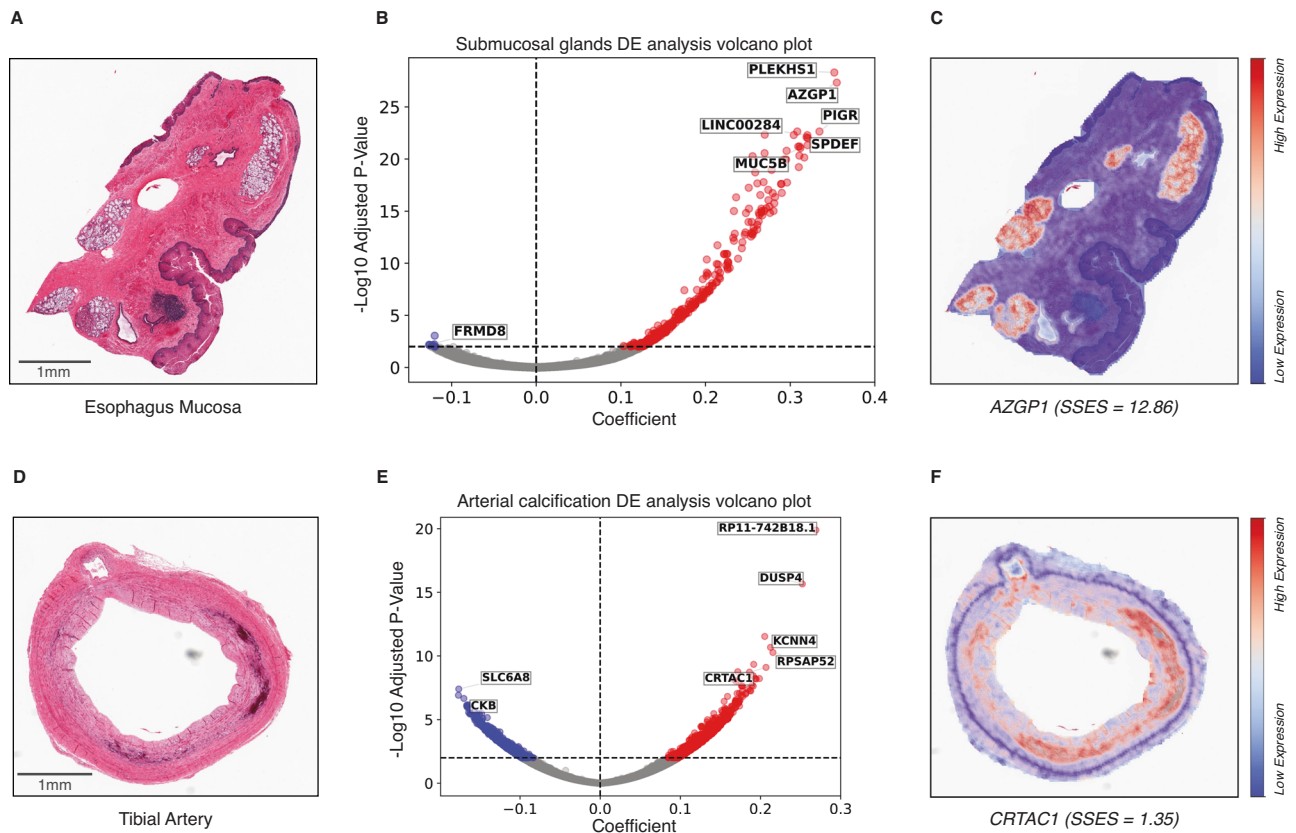 A
B
C
Submucosal glands DE analysis volcano plot
PLEKHS1
AZGP1
PIGR
LINC00284
SPDEF
MUC5B
FRMD8
-Log10 Adjusted P-Value
25
20
15
10
5
0
−0.1 0.0 0.1 0.2 0.3 0.4
Coefficient
1mm
Esophagus Mucosa
High Expression
Low Expression
AZGP1 (SSES = 12.86)
D
E
F
Arterial calcification DE analysis volcano plot
RP11-742B18.1
DUSP4
KCNN4
RPSAP52
CRTAC1
SLC6A8
CKB
-Log10 Adjusted P-Value
20
15
10
5
0
−0.1 0.0 0.1 0.2 0.3
Coefficient
1mm
Tibial Artery
High Expression
Low Expression
CRTAC1 (SSES = 1.35)